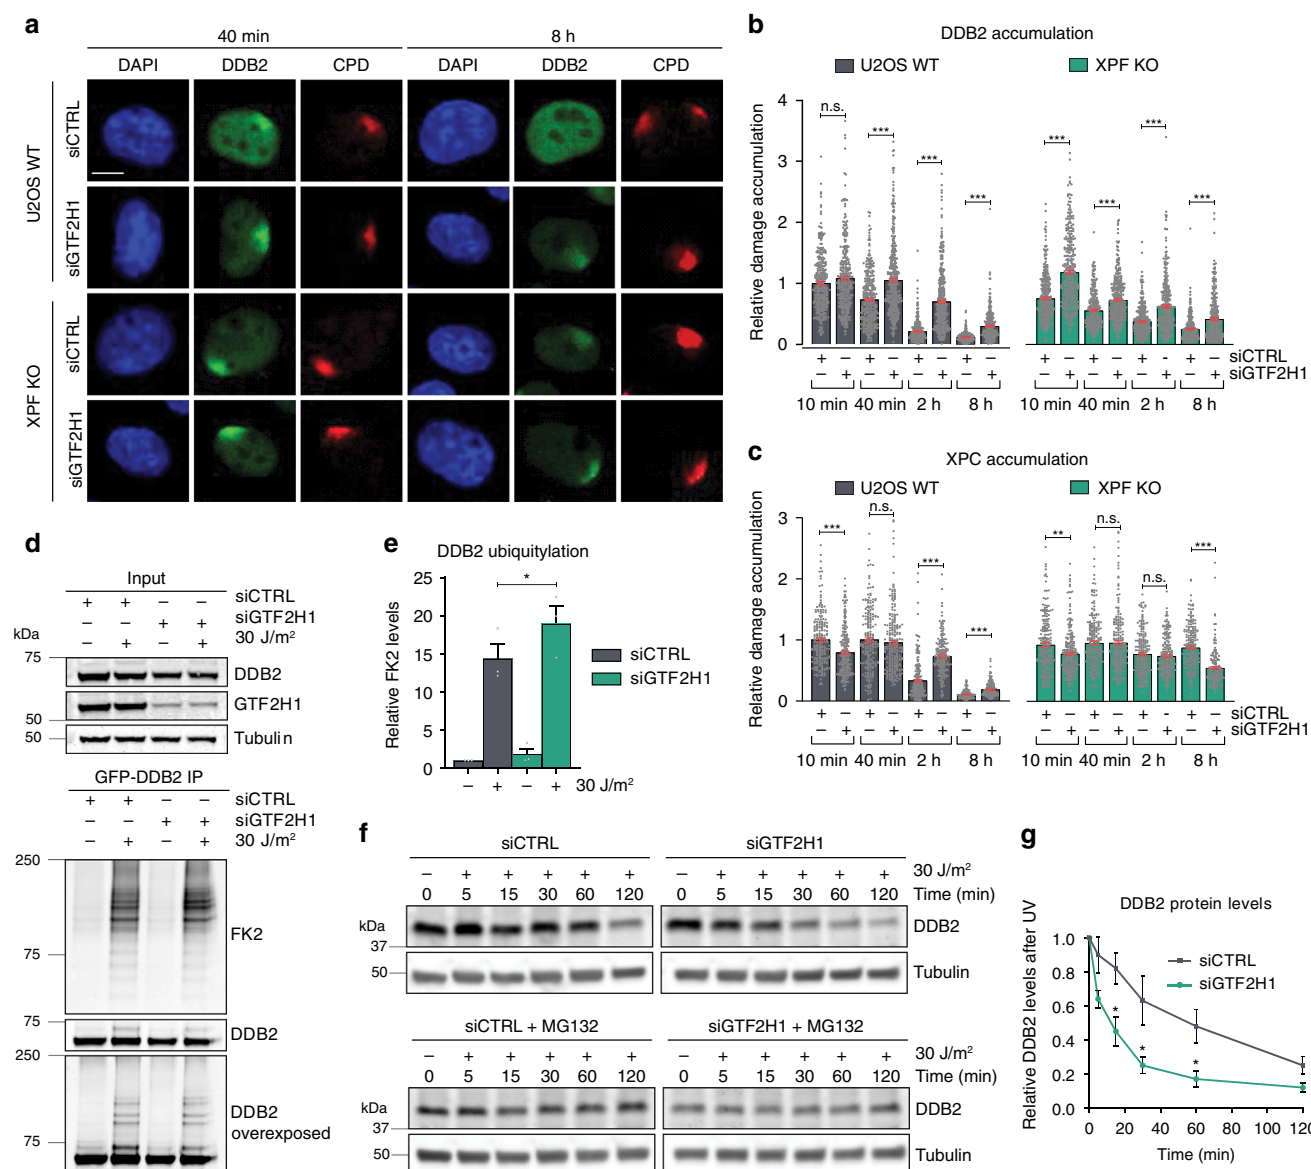 a
40 min
8 h
DAPI
DDB2
CPD
DAPI
DDB2
CPD
U2OS WT
siCTRL
siGTF2H1
XPF KO
siCTRL
siGTF2H1
b
DDB2 accumulation
U2OS WT
XPF KO
Relative damage accumulation
4
3
2
1
0
n.s.
***
***
***
***
***
***
***
+ − + − + − + − + − + − + − + − siCTRL
− + − + − + − + − + − + − + − + siGTF2H1
10 min 40 min 2 h 8 h 10 min 40 min 2 h 8 h
c
XPC accumulation
U2OS WT
XPF KO
Relative damage accumulation
3
2
1
0
***
n.s.
***
***
**
n.s.
n.s.
***
+ − + − + − + − + − + − + − + − siCTRL
− + − + − + − + − + − + − + − + siGTF2H1
10 min 40 min 2 h 8 h 10 min 40 min 2 h 8 h
d
Input
+ + − − siCTRL
− − + + siGTF2H1
− + − + 30 J/m²
kDa
75
DDB2
GTF2H1
50
50
Tubulin
GFP-DDB2 IP
+ + − − siCTRL
− − + + siGTF2H1
− + − + 30 J/m²
250
FK2
75
75
DDB2
250
DDB2
overexposed
75
e
DDB2 ubiquitylation
Relative FK2 levels
25
20
15
10
5
0
*
siCTRL
siGTF2H1
− + − + 30 J/m²
f
siCTRL
siGTF2H1
− + + + + + − + + + + + 30 J/m²
0 5 15 30 60 120 0 5 15 30 60 120 Time (min)
kDa
37
DDB2
50
Tubulin
siCTRL + MG132
siGTF2H1 + MG132
− + + + + + − + + + + + 30 J/m²
0 5 15 30 60 120 0 5 15 30 60 120 Time (min)
kDa
37
DDB2
50
Tubulin
g
DDB2 protein levels
Relative DDB2 levels after UV
1.0
0.8
0.6
0.4
0.2
0.0
siCTRL
siGTF2H1
*
*
*
0 20 40 60 80 100 120
Time (min)